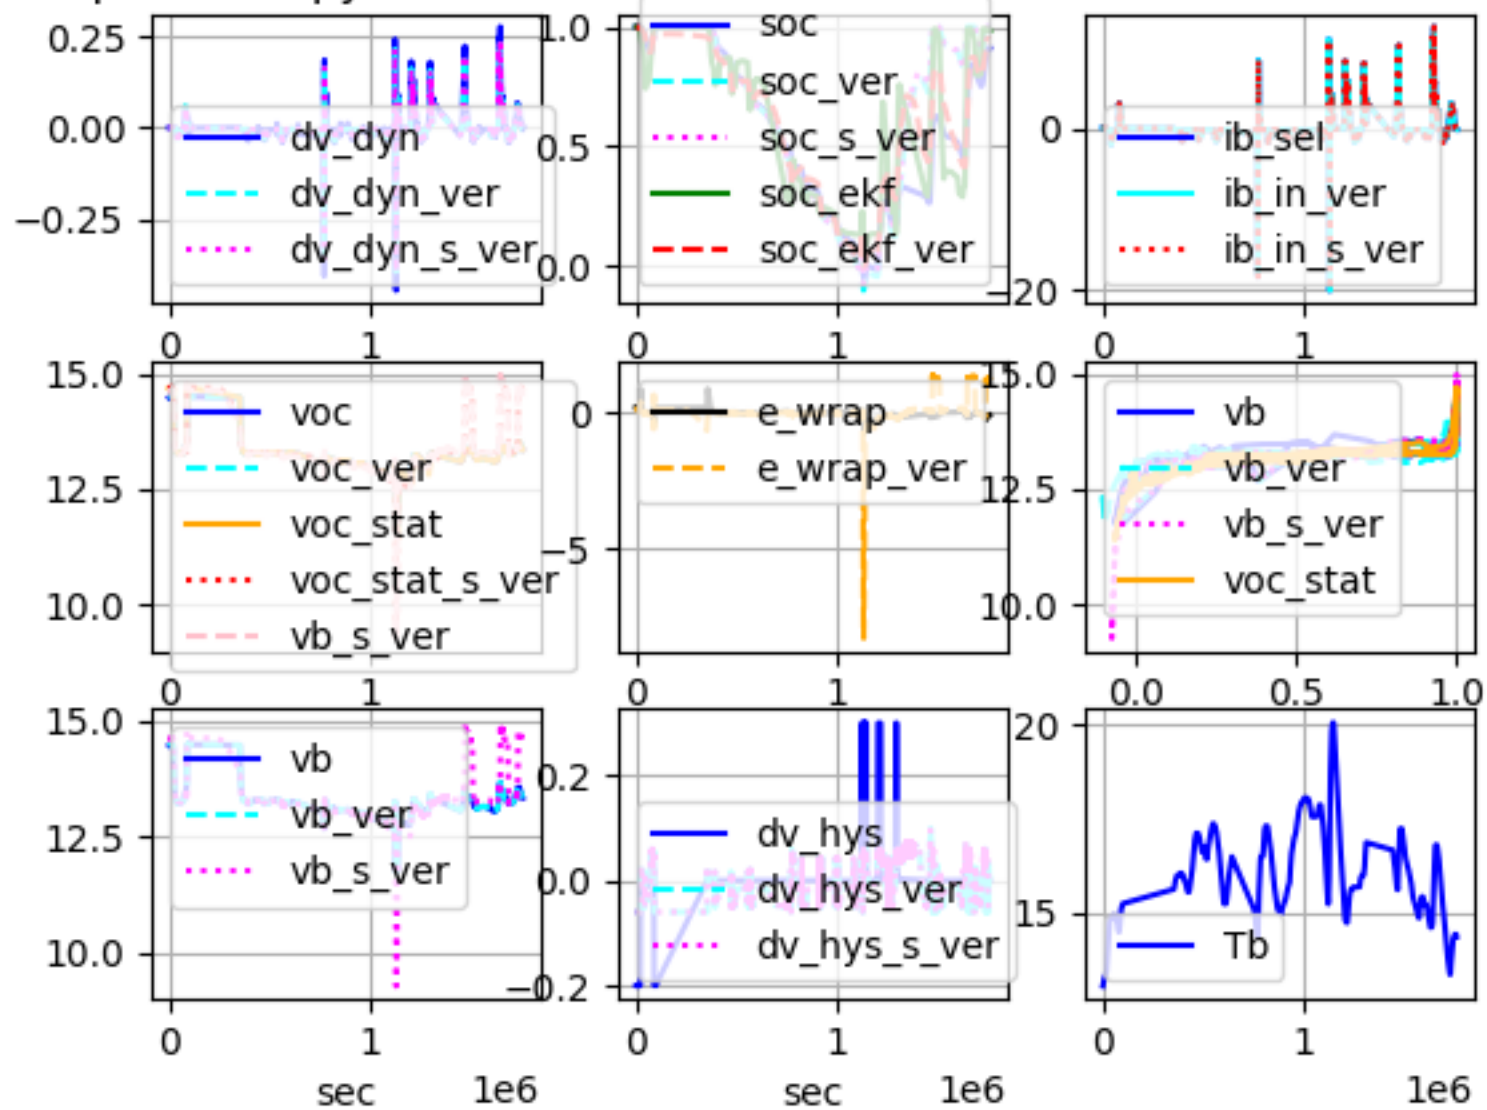 0.25
0.00
−0.25
dv_dyn
dv_dyn_ver
dv_dyn_s_ver
0
1
1.0
0.5
0.0
soc
soc_ver
soc_s_ver
soc_ekf
soc_ekf_ver
0
1
0
−20
ib_sel
ib_in_ver
ib_in_s_ver
0
1
15.0
12.5
10.0
voc
voc_ver
voc_stat
voc_stat_s_ver
vb_s_ver
0
1
0
−5
e_wrap
e_wrap_ver
0
1
15.0
12.5
10.0
vb
vb_ver
vb_s_ver
voc_stat
0.0
0.5
1.0
15.0
12.5
10.0
vb
vb_ver
vb_s_ver
0
1
sec
1e6
0.2
0.0
−0.2
dv_hys
dv_hys_ver
dv_hys_s_ver
0
1
sec
1e6
20
15
Tb
0
1
1e6